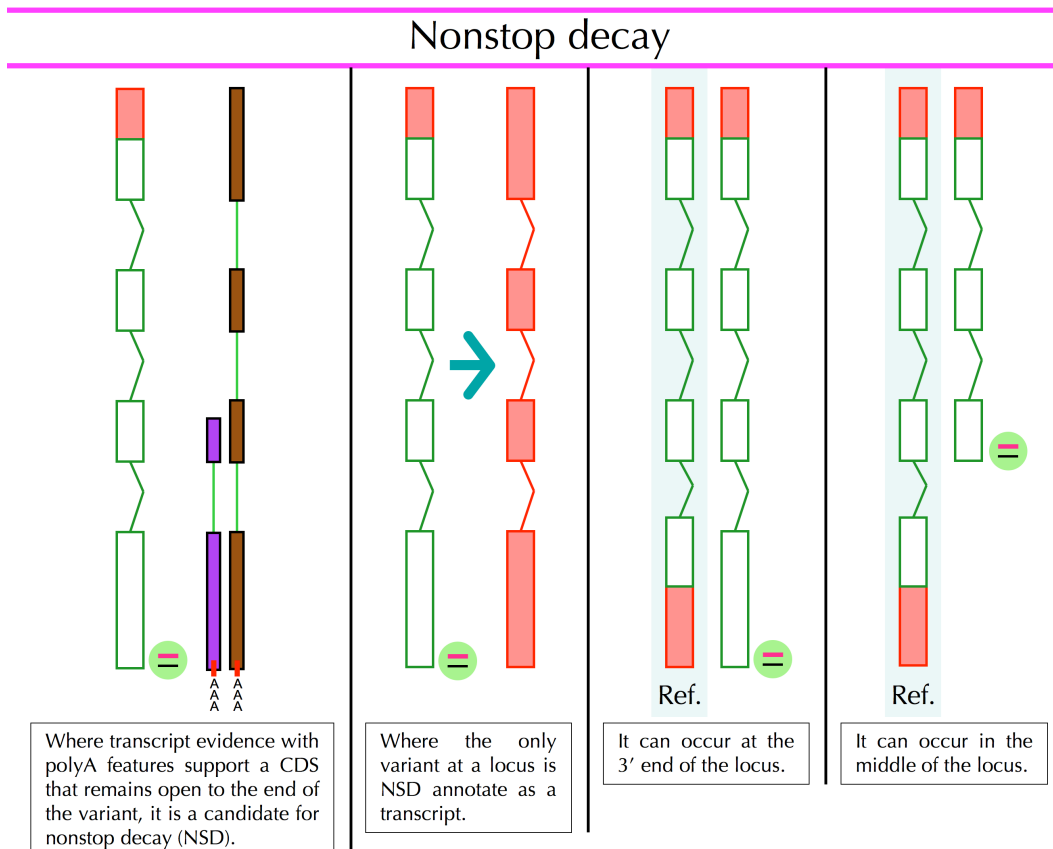 Nonstop decay
A A
A A
A A
Ref.
Ref.
Where transcript evidence with
polyA features support a CDS
that remains open to the end of
the variant, it is a candidate for
nonstop decay (NSD).
Where the only
variant at a locus is
NSD annotate as a
transcript.
It can occur at the
3′ end of the locus.
It can occur in the
middle of the locus.